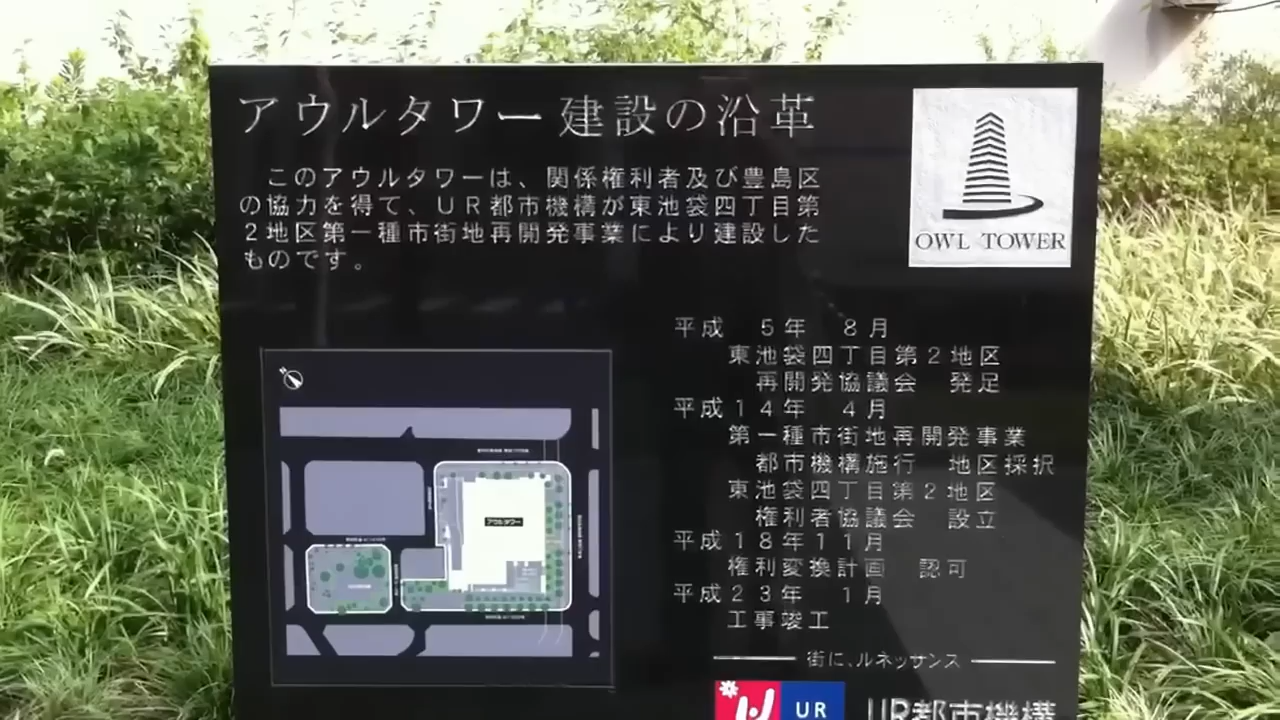 アウルタワー建設の沿革
このアウルタワーは、関係権利者及び豊島区
の協力を得て、UR都市機構が東池袋四丁目第
2地区第一種市街地再開発事業により建設した
ものです。
OWL TOWER
平成 5年 8月
東池袋四丁目第2地区
再開発協議会 発足
平成14年 4月
第一種市街地再開発事業
都市機構施行 地区採択
東池袋四丁目第2地区
権利者協議会 設立
平成18年11月
権利変換計画 認可
平成23年 1月
工事竣工
アウルタワー
街に、ルネッサンス
UR
UR都市機構